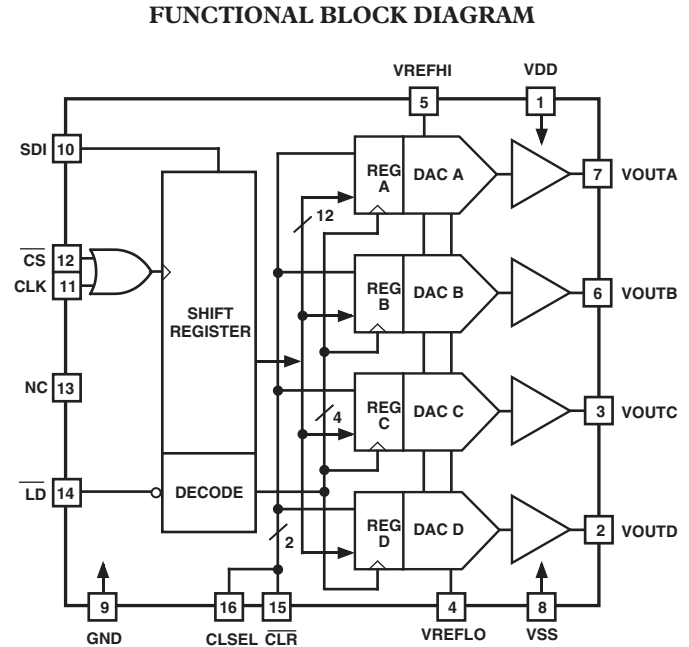 FUNCTIONAL BLOCK DIAGRAM
VREFHI
VDD
5
1
SDI 10
REG A
DAC A
7 VOUTA
12
CS 12
CLK 11
SHIFT REGISTER
REG B
DAC B
6 VOUTB
NC 13
REG C
DAC C
3 VOUTC
4
LD 14
DECODE
REG D
DAC D
2 VOUTD
2
9
16
15
4
8
GND
CLSEL
CLR
VREFLO
VSS